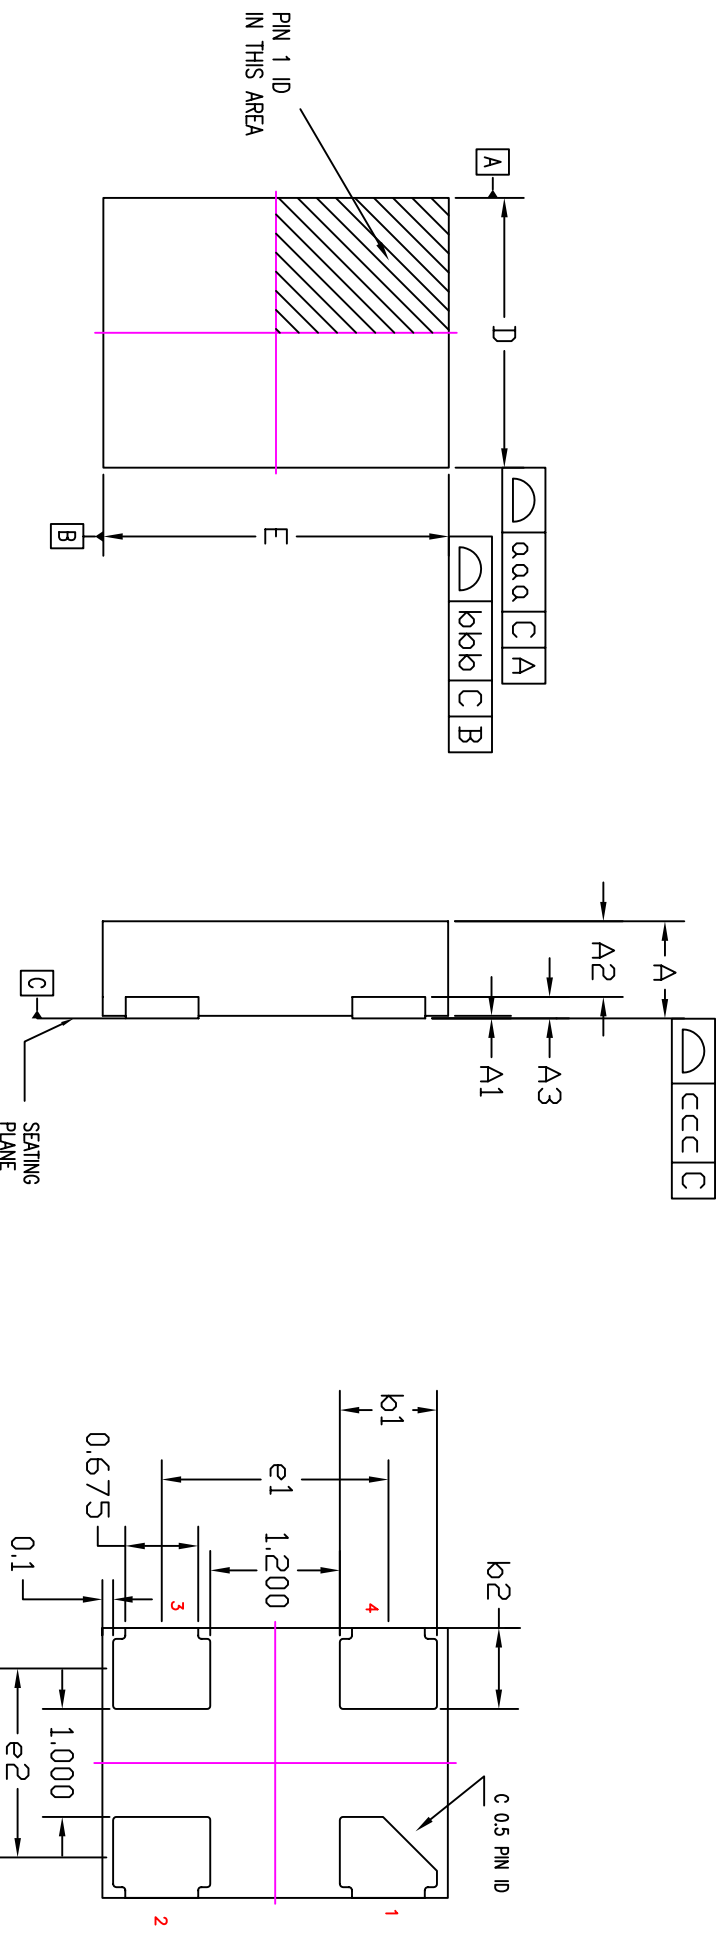 PIN 1 ID
IN THIS AREA
A
D
aaa C A
bbb C B
E
B
A
A2
A3
A1
ccc C
C
SEATING
PLANE
b1
e1
1.200
0.675
0.1
b2
4
3
1.000
e2
C 0.5 PIN ID
1
2